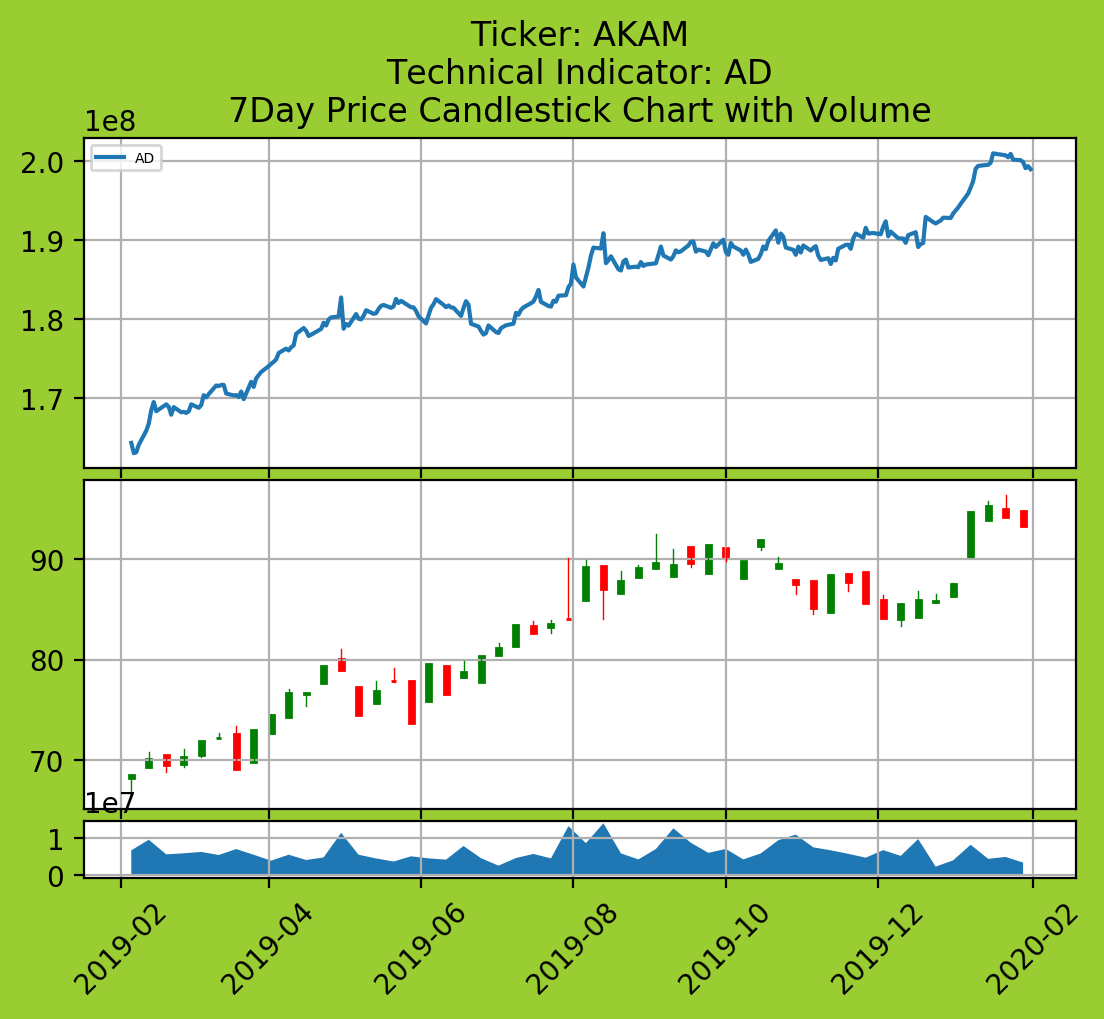 Ticker: AKAM
Technical Indicator: AD
7Day Price Candlestick Chart with Volume
1e8
AD
2.0
1.9
1.8
1.7
90
80
70
1e7
1
0
2019-02
2019-04
2019-06
2019-08
2019-10
2019-12
2020-02